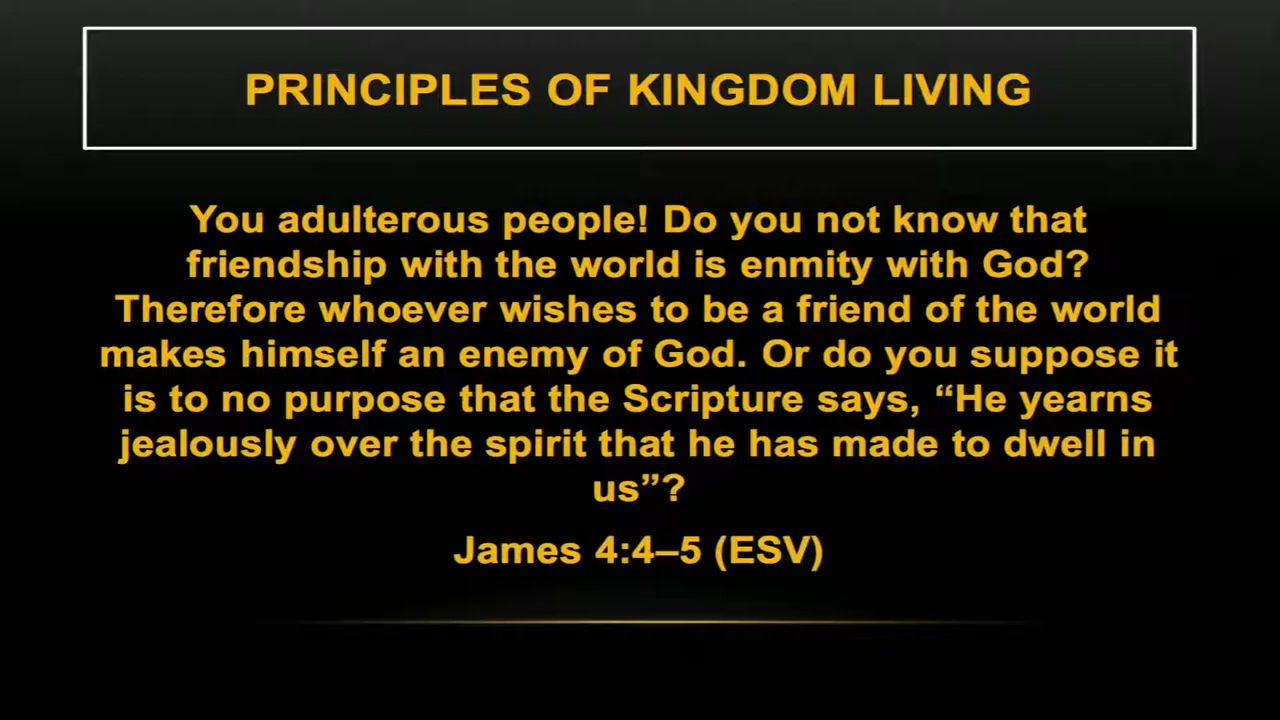 PRINCIPLES OF KINGDOM LIVING
You adulterous people! Do you not know that
friendship with the world is enmity with God?
Therefore whoever wishes to be a friend of the world
makes himself an enemy of God. Or do you suppose it
is to no purpose that the Scripture says, “He yearns
jealously over the spirit that he has made to dwell in
us”?
James 4:4–5 (ESV)